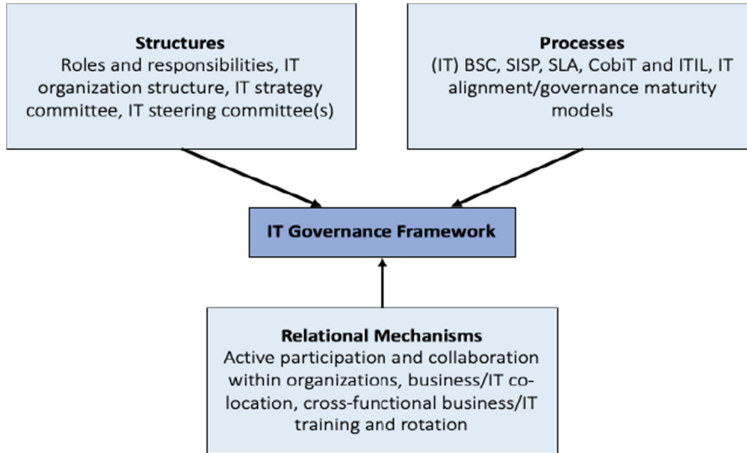 Structures
Roles and responsibilities, IT
organization structure, IT strategy
committee, IT steering committee(s)
Processes
(IT) BSC, SISP, SLA, CobiT and ITIL, IT
alignment/governance maturity
models
IT Governance Framework
Relational Mechanisms
Active participation and collaboration
within organizations, business/IT co-
location, cross-functional business/IT
training and rotation